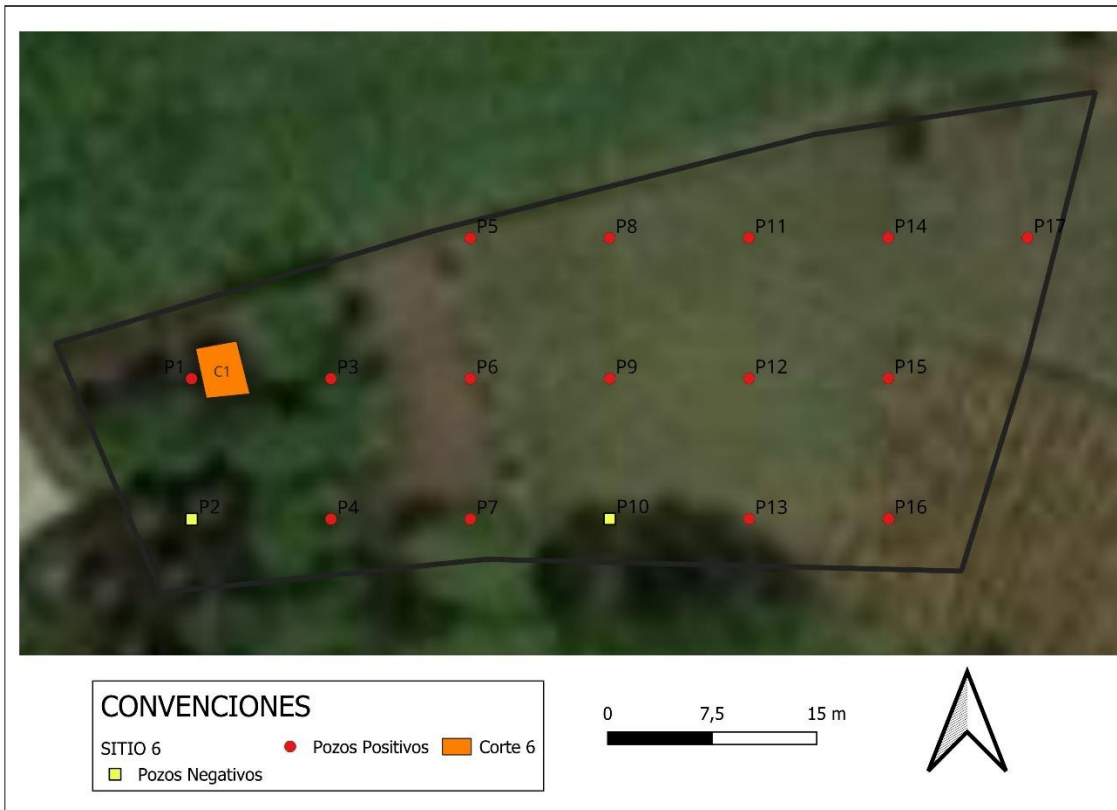 P5
P8
P11
P14
P17
P1
C1
P3
P6
P9
P12
P15
P2
P4
P7
P10
P13
P16
CONVENCIONES
SITIO 6
Pozos Positivos
Corte 6
Pozos Negativos
0 7,5 15 m